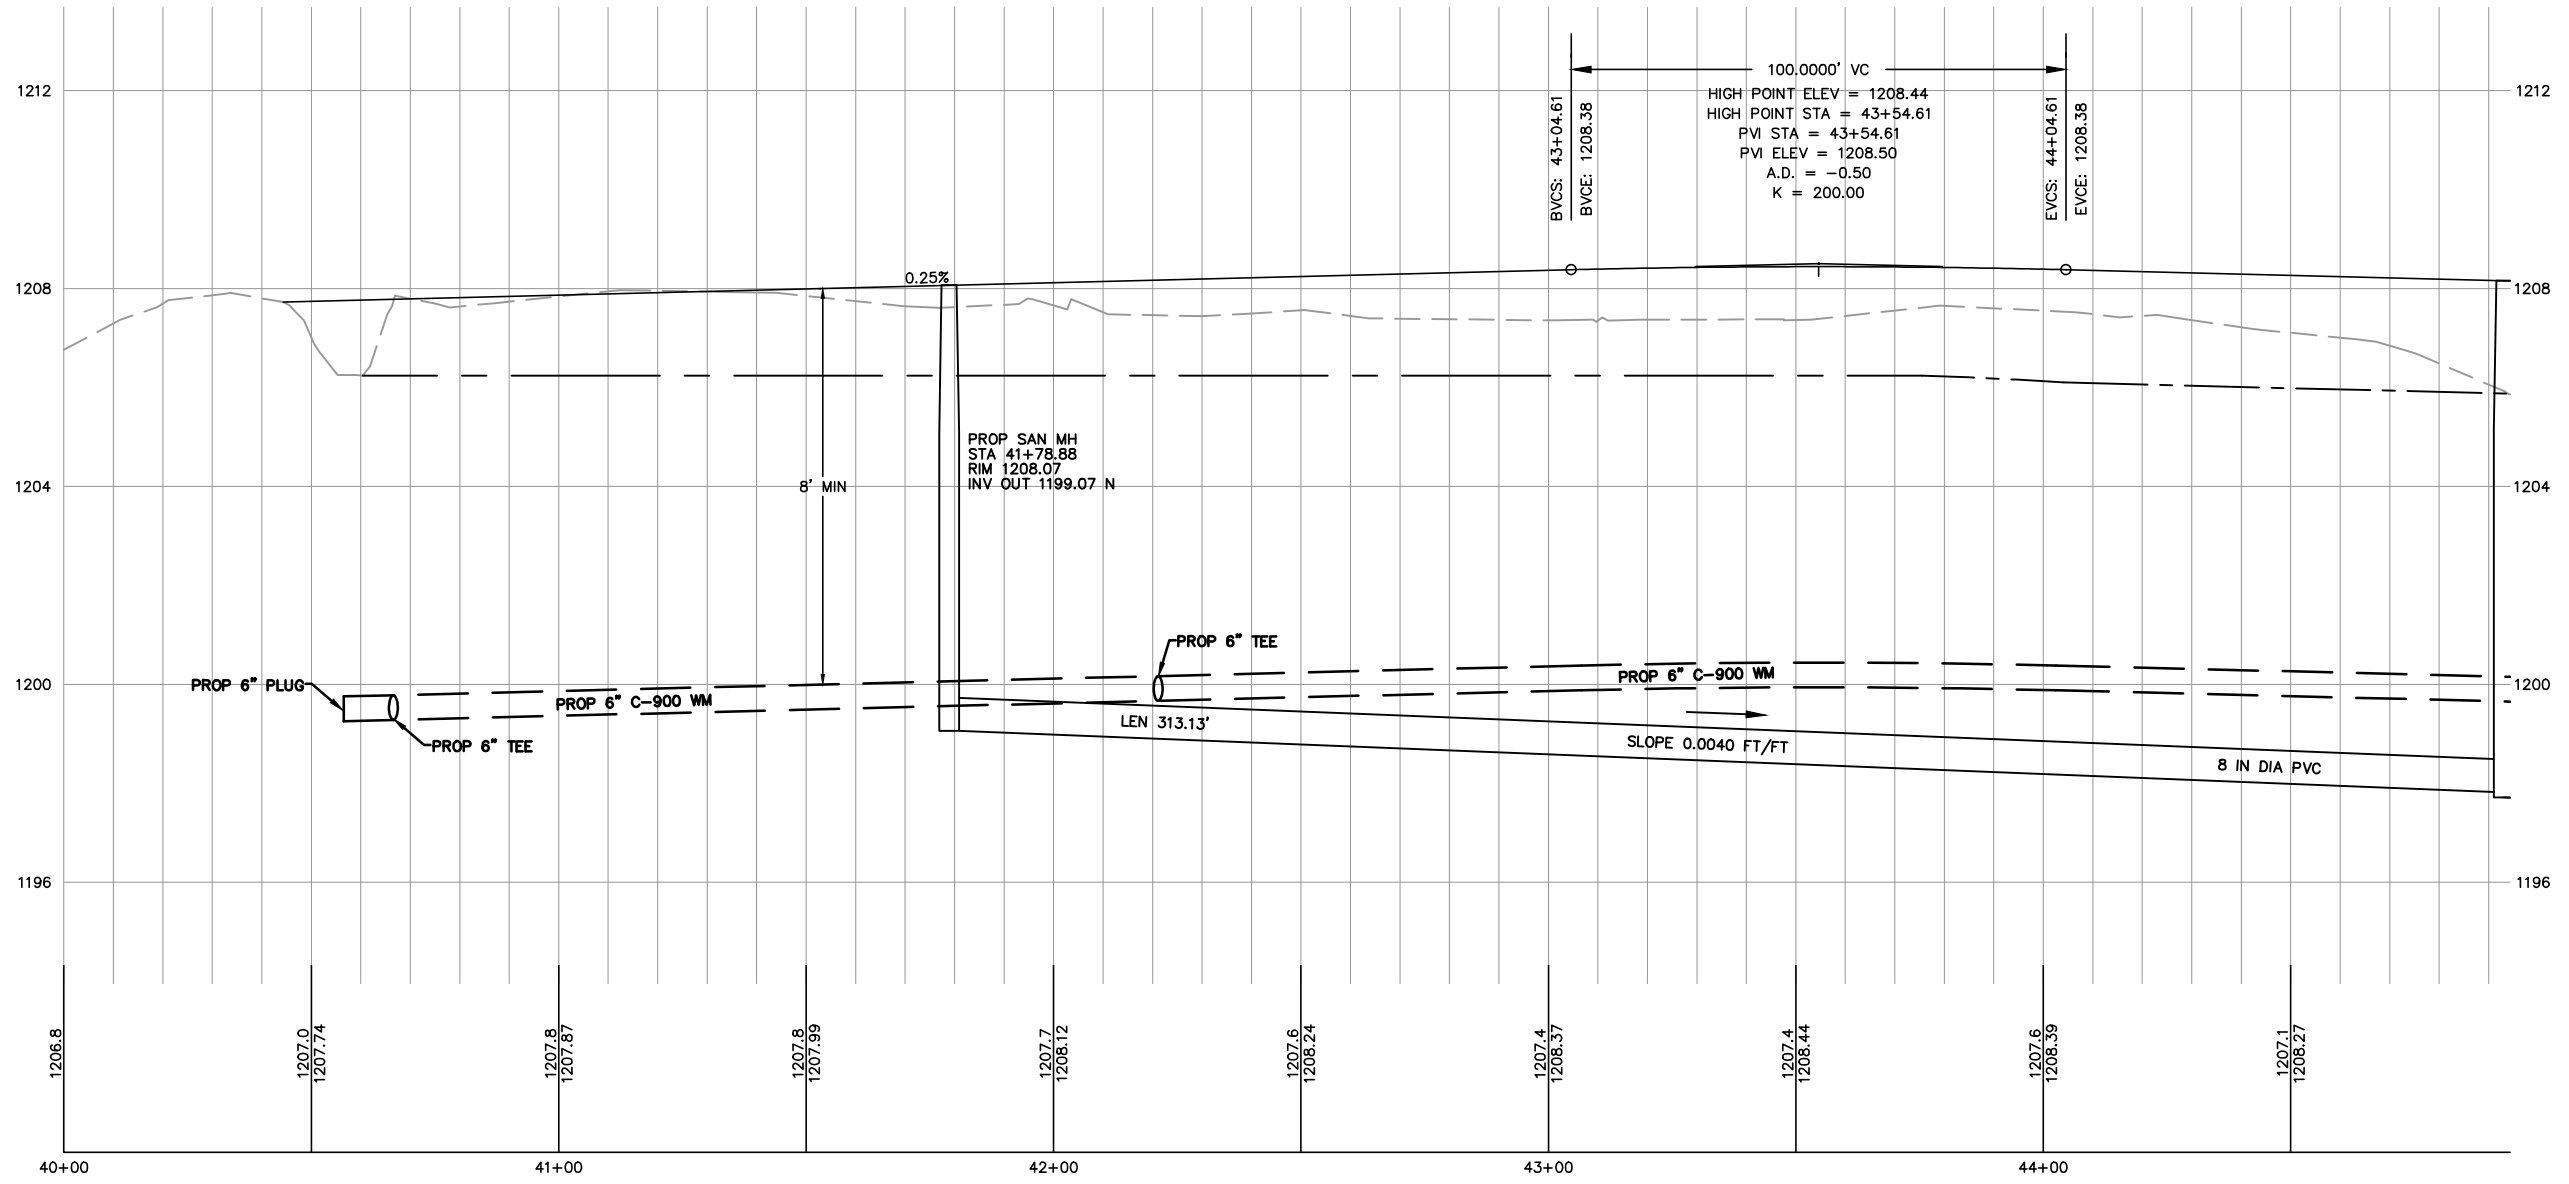 100.0000' VC
1212
1212
HIGH POINT ELEV = 1208.44
HIGH POINT STA = 43+54.61
PVI STA = 43+54.61
PVI ELEV = 1208.50
A.D. = -0.50
K = 200.00
BVCS: 43+04.61
BVCE: 1208.38
EVCS: 44+04.61
EVCE: 1208.38
0.25%
1208
1208
PROP SAN MH
STA 41+78.88
RIM 1208.07
INV OUT 1199.07 N
1204
8' MIN
1204
PROP 6" TEE
1200
PROP 6" PLUG
PROP 6" C-900 WM
PROP 6" C-900 WM
1200
LEN 313.13'
PROP 6" TEE
SLOPE 0.0040 FT/FT
8 IN DIA PVC
1196
1196
1206.8
1207.0
1207.74
1207.8
1207.87
1207.8
1207.99
1207.7
1208.12
1207.6
1208.24
1207.4
1208.37
1207.4
1208.44
1207.6
1208.39
1207.1
1208.27
40+00
41+00
42+00
43+00
44+00